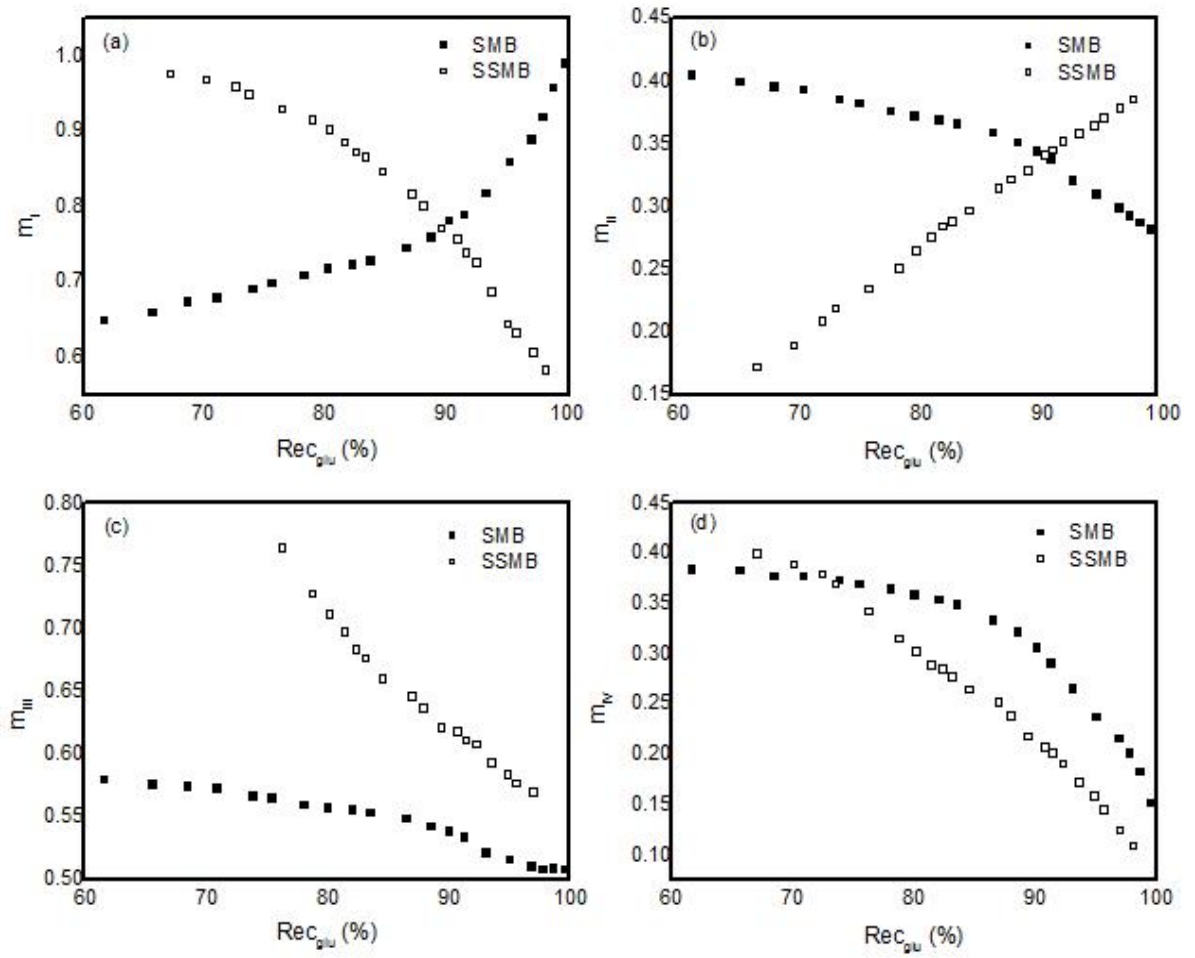 (a)
SMB
SSMB
1.0
0.9
0.8
0.7
0.6
m_I
60 70 80 90 100
Rec_glu (%)
(b)
SMB
SSMB
0.45
0.40
0.35
0.30
0.25
0.20
0.15
m_II
60 70 80 90 100
Rec_glu (%)
(c)
SMB
SSMB
0.80
0.75
0.70
0.65
0.60
0.55
0.50
m_III
60 70 80 90 100
Rec_glu (%)
(d)
SMB
SSMB
0.45
0.40
0.35
0.30
0.25
0.20
0.15
0.10
m_IV
60 70 80 90 100
Rec_glu (%)